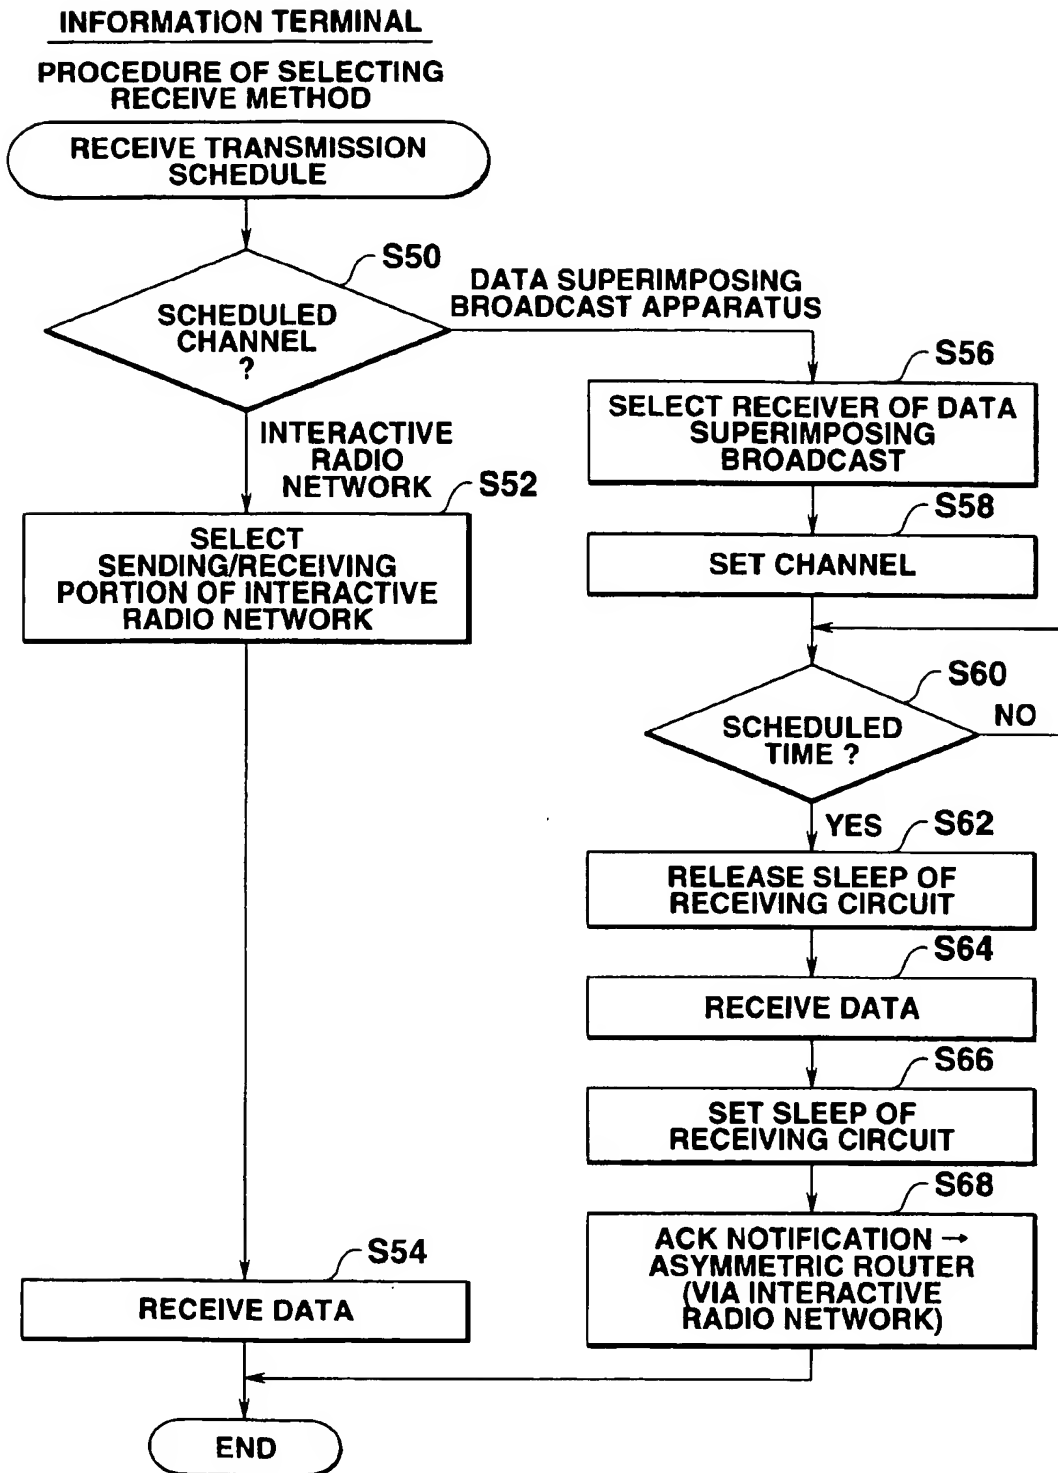 INFORMATION TERMINAL
PROCEDURE OF SELECTING
RECEIVE METHOD
RECEIVE TRANSMISSION
SCHEDULE
S50
SCHEDULED
CHANNEL
?
DATA SUPERIMPOSING
BROADCAST APPARATUS
INTERACTIVE
RADIO
NETWORK
S52
SELECT
SENDING/RECEIVING
PORTION OF INTERACTIVE
RADIO NETWORK
S54
RECEIVE DATA
S56
SELECT RECEIVER OF DATA
SUPERIMPOSING
BROADCAST
S58
SET CHANNEL
S60
SCHEDULED
TIME ?
NO
YES
S62
RELEASE SLEEP OF
RECEIVING CIRCUIT
S64
RECEIVE DATA
S66
SET SLEEP OF
RECEIVING CIRCUIT
S68
ACK NOTIFICATION →
ASYMMETRIC ROUTER
(VIA INTERACTIVE
RADIO NETWORK)
END